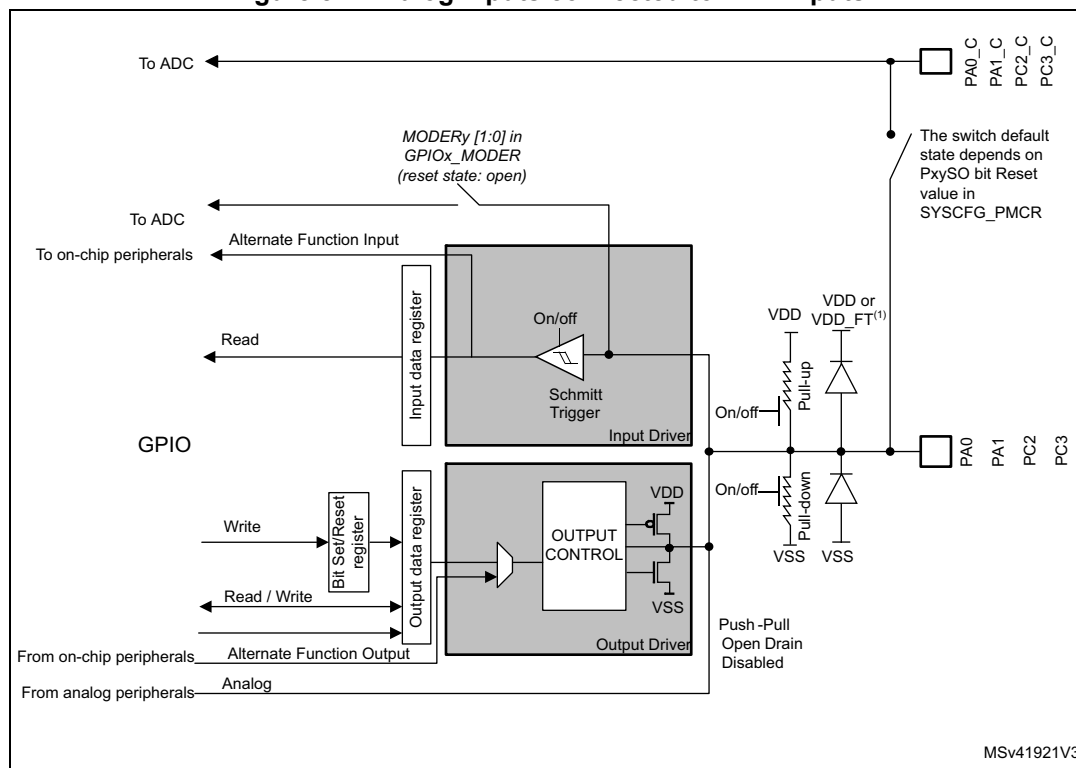 To ADC
PA0_C
PA1_C
PC2_C
PC3_C
MODERy [1:0] in
GPIOx_MODER
(reset state: open)
The switch default
state depends on
PxySO bit Reset
value in
SYSCFG_PMCR
To ADC
Alternate Function Input
To on-chip peripherals
Input data register
On/off
Read
Schmitt
Trigger
Input Driver
VDD
VDD or
VDD_FT(1)
Pull-up
On/off
GPIO
PA0
PA1
PC2
PC3
On/off
Pull-down
VSS
VSS
Write
Bit Set/Reset
register
Output data register
OUTPUT
CONTROL
VDD
VSS
Read / Write
Output Driver
Push -Pull
Open Drain
Disabled
From on-chip peripherals
Alternate Function Output
From analog peripherals
Analog
MSv41921V3